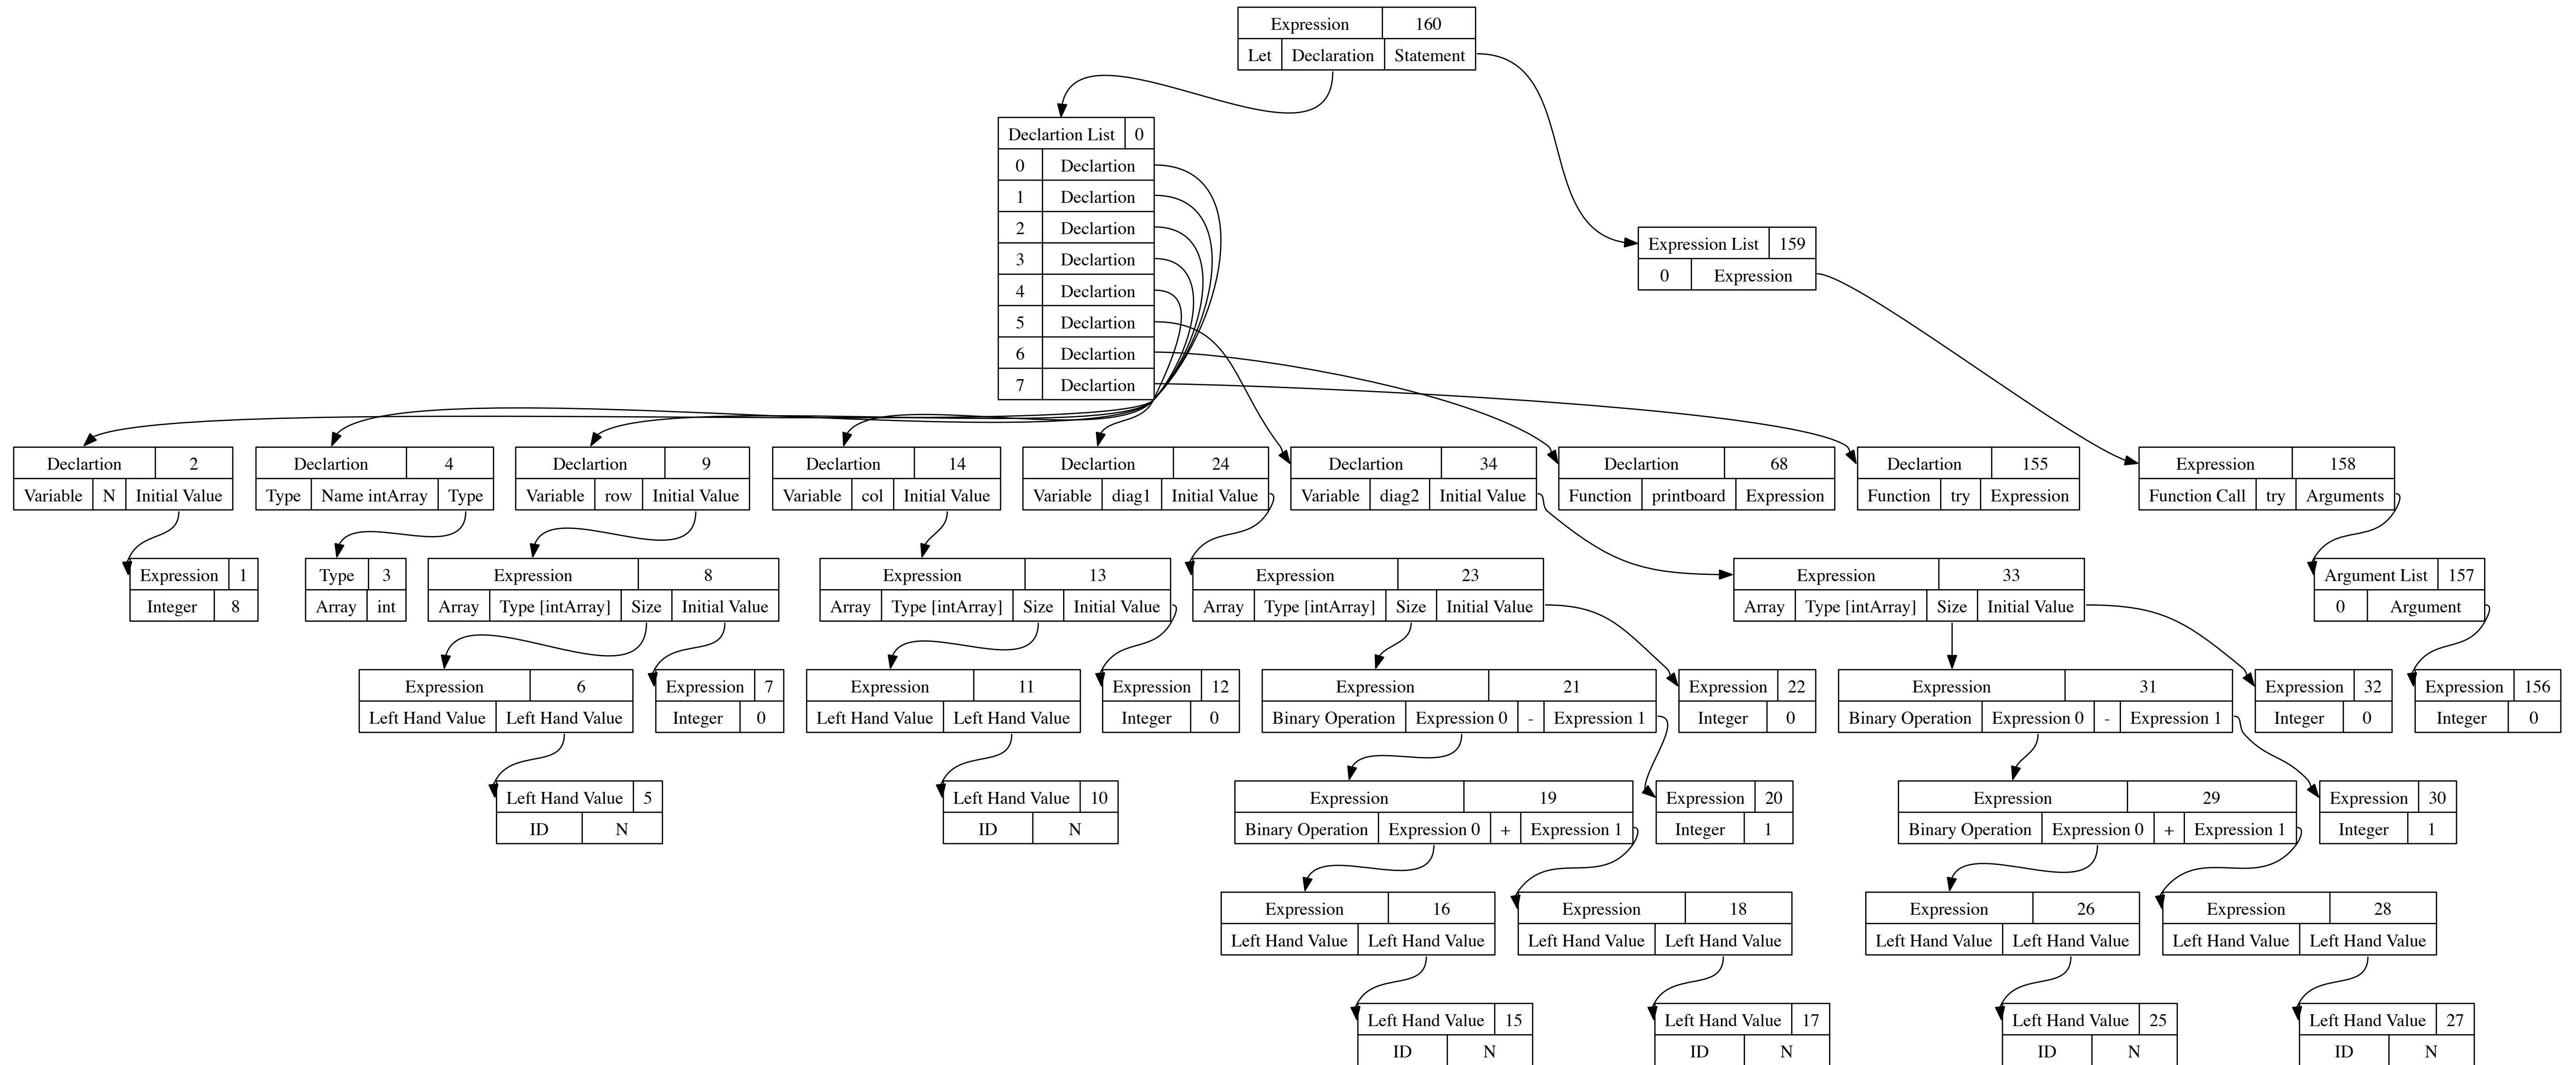 Expression 160
Let Declaration Statement
Declartion List 0
0 Declartion
1 Declartion
2 Declartion
3 Declartion
4 Declartion
5 Declartion
6 Declartion
7 Declartion
Expression List 159
0 Expression
Declartion 2
Variable N Initial Value
Declartion 4
Type Name intArray Type
Declartion 9
Variable row Initial Value
Declartion 14
Variable col Initial Value
Declartion 24
Variable diag1 Initial Value
Declartion 34
Variable diag2 Initial Value
Declartion 68
Function printboard Expression
Declartion 155
Function try Expression
Expression 158
Function Call try Arguments
Expression 1
Integer 8
Type 3
Array int
Expression 8
Array Type [intArray] Size Initial Value
Expression 13
Array Type [intArray] Size Initial Value
Expression 23
Array Type [intArray] Size Initial Value
Expression 33
Array Type [intArray] Size Initial Value
Argument List 157
0 Argument
Expression 6
Left Hand Value Left Hand Value
Expression 7
Integer 0
Expression 11
Left Hand Value Left Hand Value
Expression 12
Integer 0
Expression 21
Binary Operation Expression 0 - Expression 1
Expression 22
Integer 0
Expression 31
Binary Operation Expression 0 - Expression 1
Expression 32
Integer 0
Expression 156
Integer 0
Left Hand Value 5
ID N
Left Hand Value 10
ID N
Expression 19
Binary Operation Expression 0 + Expression 1
Expression 20
Integer 1
Expression 29
Binary Operation Expression 0 + Expression 1
Expression 30
Integer 1
Expression 16
Left Hand Value Left Hand Value
Expression 18
Left Hand Value Left Hand Value
Expression 26
Left Hand Value Left Hand Value
Expression 28
Left Hand Value Left Hand Value
Left Hand Value 15
ID N
Left Hand Value 17
ID N
Left Hand Value 25
ID N
Left Hand Value 27
ID N